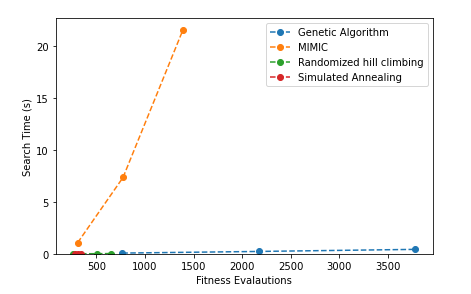 Genetic Algorithm
MIMIC
Randomized hill climbing
Simulated Annealing
20
15
10
5
0
Search Time (s)
500 1000 1500 2000 2500 3000 3500
Fitness Evalautions